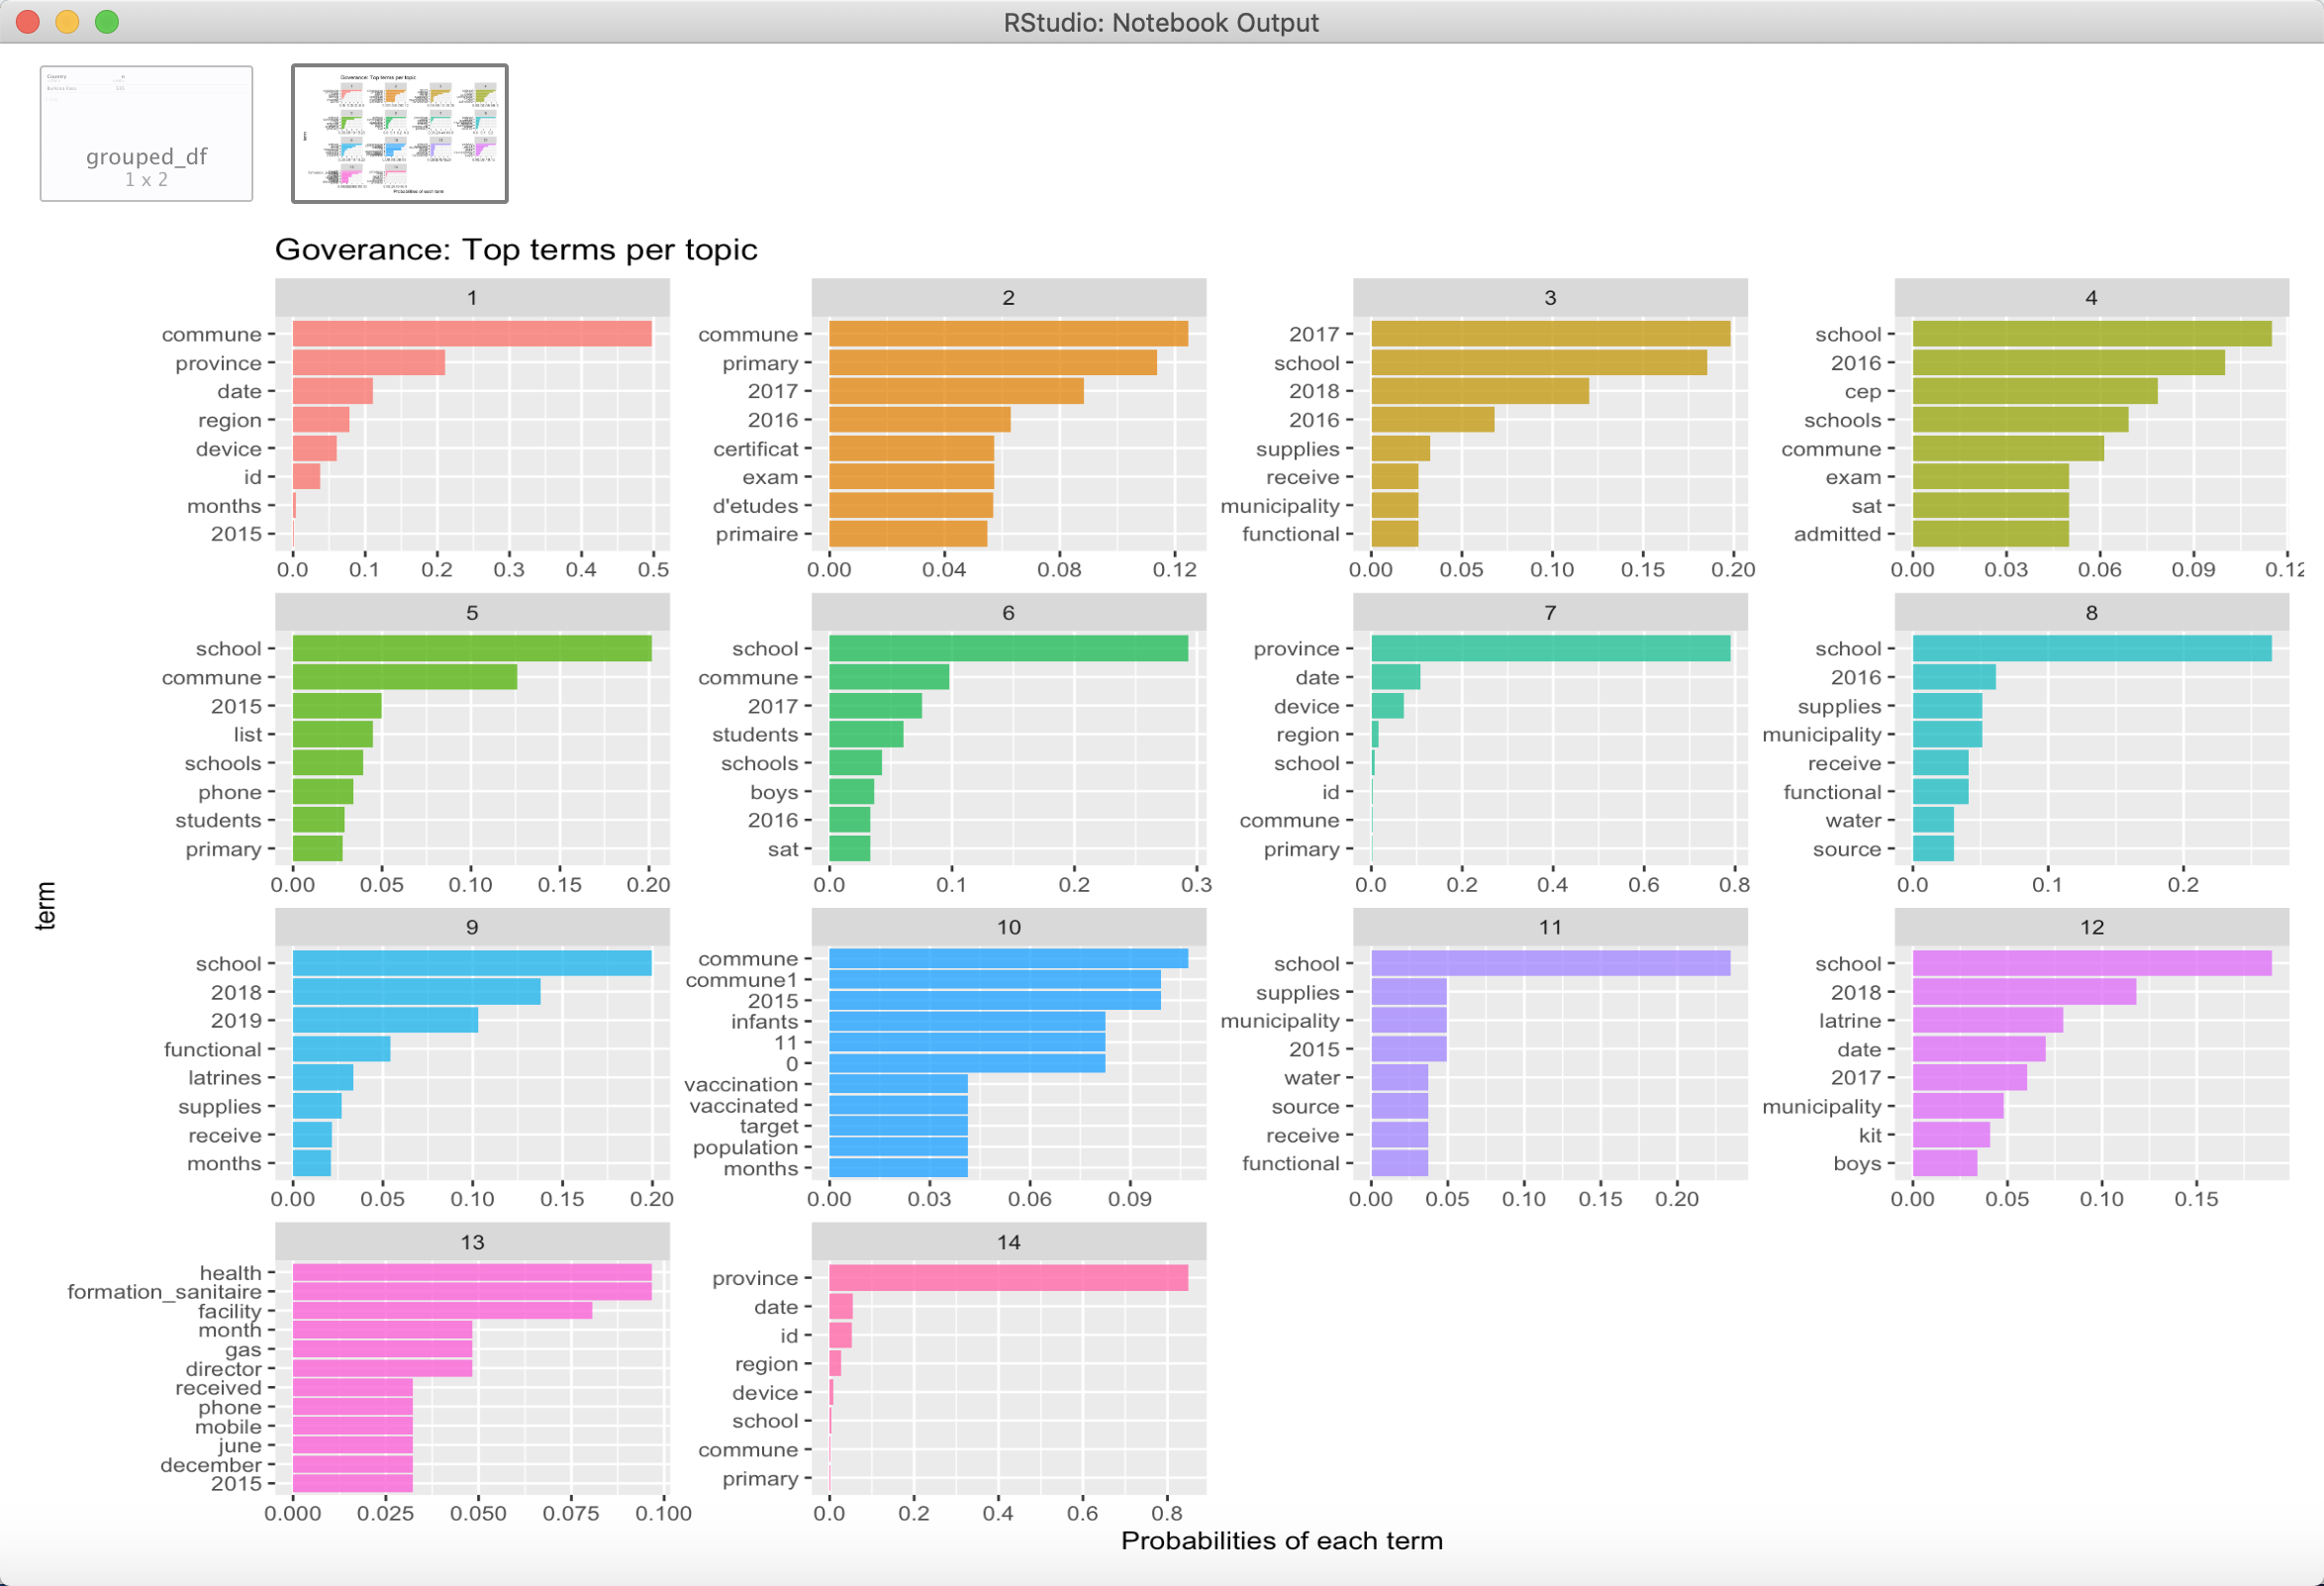 RStudio: Notebook Output
grouped_df
1 x 2
Goverance: Top terms per topic
term
1
commune
province
date
region
device
id
months
2015
0.0 0.1 0.2 0.3 0.4 0.5
2
commune
primary
2017
2016
certificat
exam
d'etudes
primaire
0.00 0.04 0.08 0.12
3
2017
school
2018
2016
supplies
receive
municipality
functional
0.00 0.05 0.10 0.15 0.20
4
school
2016
cep
schools
commune
exam
sat
admitted
0.00 0.03 0.06 0.09 0.12
5
school
commune
2015
list
schools
phone
students
primary
0.00 0.05 0.10 0.15 0.20
6
school
commune
2017
students
schools
boys
2016
sat
0.0 0.1 0.2 0.3
7
province
date
device
region
school
id
commune
primary
0.0 0.2 0.4 0.6 0.8
8
school
2016
supplies
municipality
receive
functional
water
source
0.0 0.1 0.2
9
school
2018
2019
functional
latrines
supplies
receive
months
0.00 0.05 0.10 0.15 0.20
10
commune
commune1
2015
infants
11
0
vaccination
vaccinated
target
population
months
0.00 0.03 0.06 0.09
11
school
supplies
municipality
2015
water
source
receive
functional
0.00 0.05 0.10 0.15 0.20
12
school
2018
latrine
date
2017
municipality
kit
boys
0.00 0.05 0.10 0.15
13
health
formation_sanitaire
facility
month
gas
director
received
phone
mobile
june
december
2015
0.000 0.025 0.050 0.075 0.100
14
province
date
id
region
device
school
commune
primary
0.0 0.2 0.4 0.6 0.8
Probabilities of each term